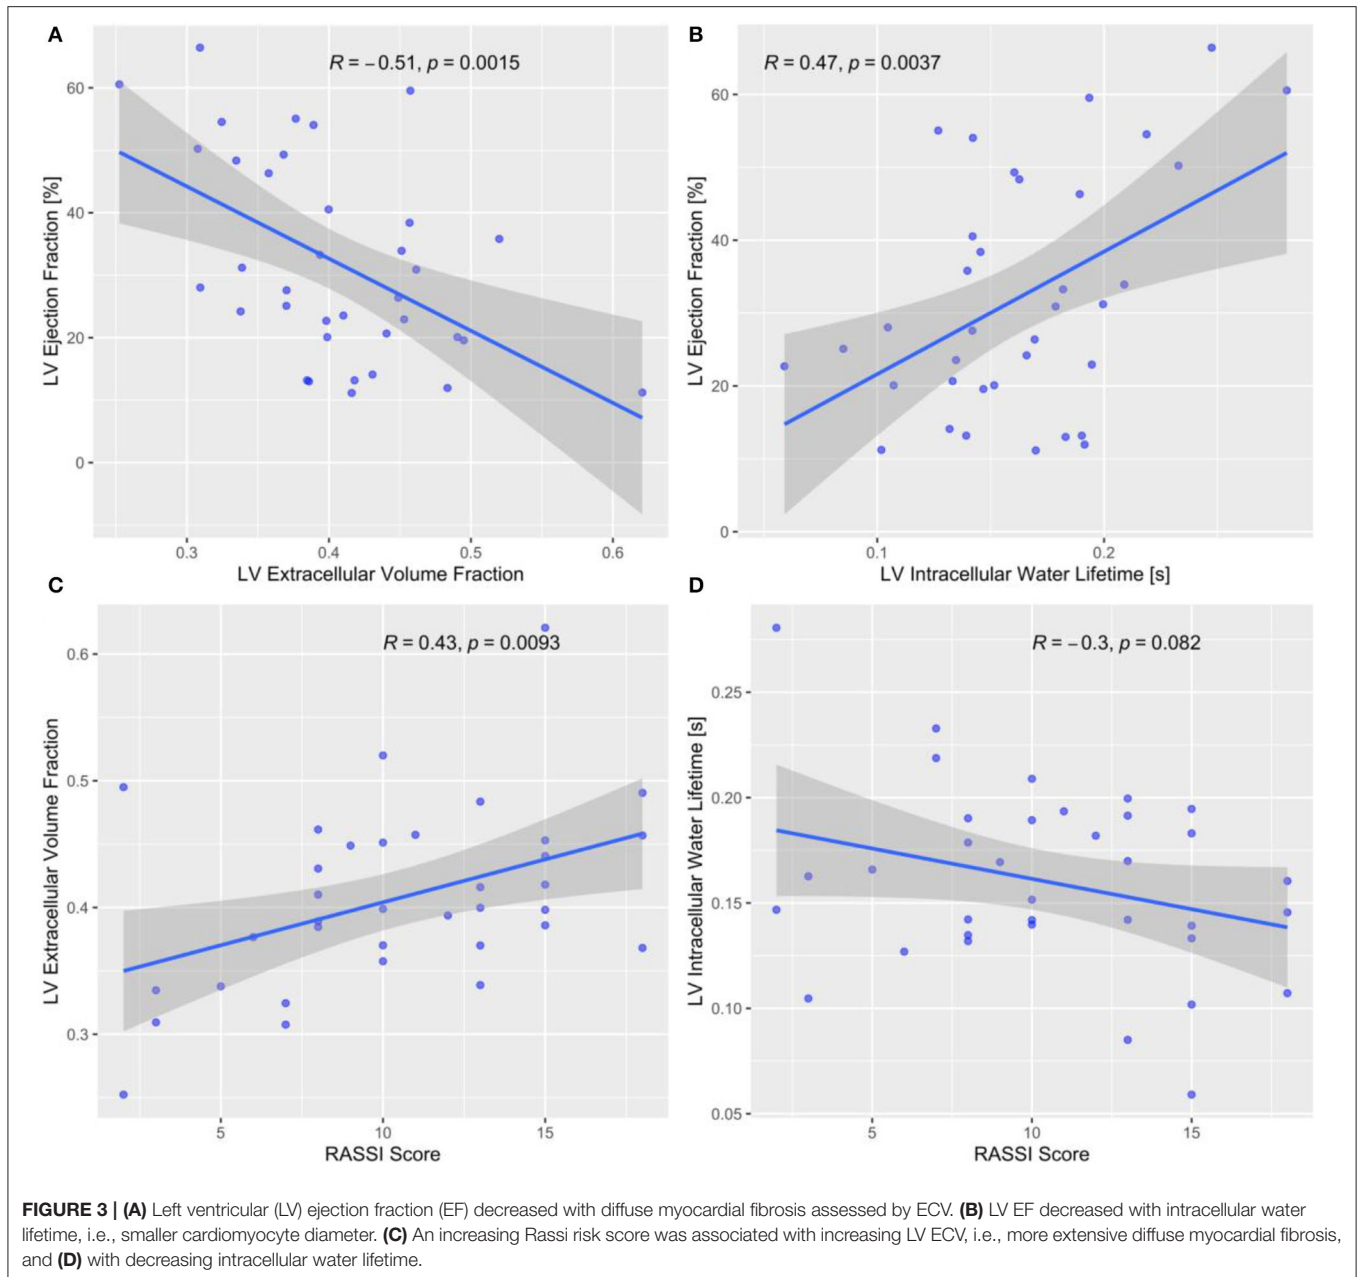 A
R = −0.51, p = 0.0015
LV Ejection Fraction [%]
60
40
20
0
0.3 0.4 0.5 0.6
LV Extracellular Volume Fraction
B
R = 0.47, p = 0.0037
LV Ejection Fraction [%]
60
40
20
0
0.1 0.2
LV Intracellular Water Lifetime [s]
C
R = 0.43, p = 0.0093
LV Extracellular Volume Fraction
0.6
0.5
0.4
0.3
5 10 15
RASSI Score
D
R = −0.3, p = 0.082
LV Intracellular Water Lifetime [s]
0.25
0.20
0.15
0.10
0.05
5 10 15
RASSI Score
FIGURE 3 | (A) Left ventricular (LV) ejection fraction (EF) decreased with diffuse myocardial fibrosis assessed by ECV. (B) LV EF decreased with intracellular water
lifetime, i.e., smaller cardiomyocyte diameter. (C) An increasing Rassi risk score was associated with increasing LV ECV, i.e., more extensive diffuse myocardial fibrosis,
and (D) with decreasing intracellular water lifetime.